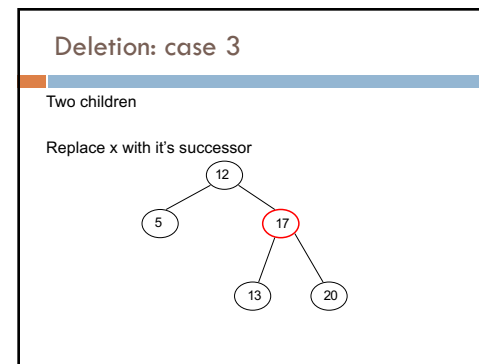 Deletion: case 3
Two children
Replace x with it's successor
12
5 17
13 20